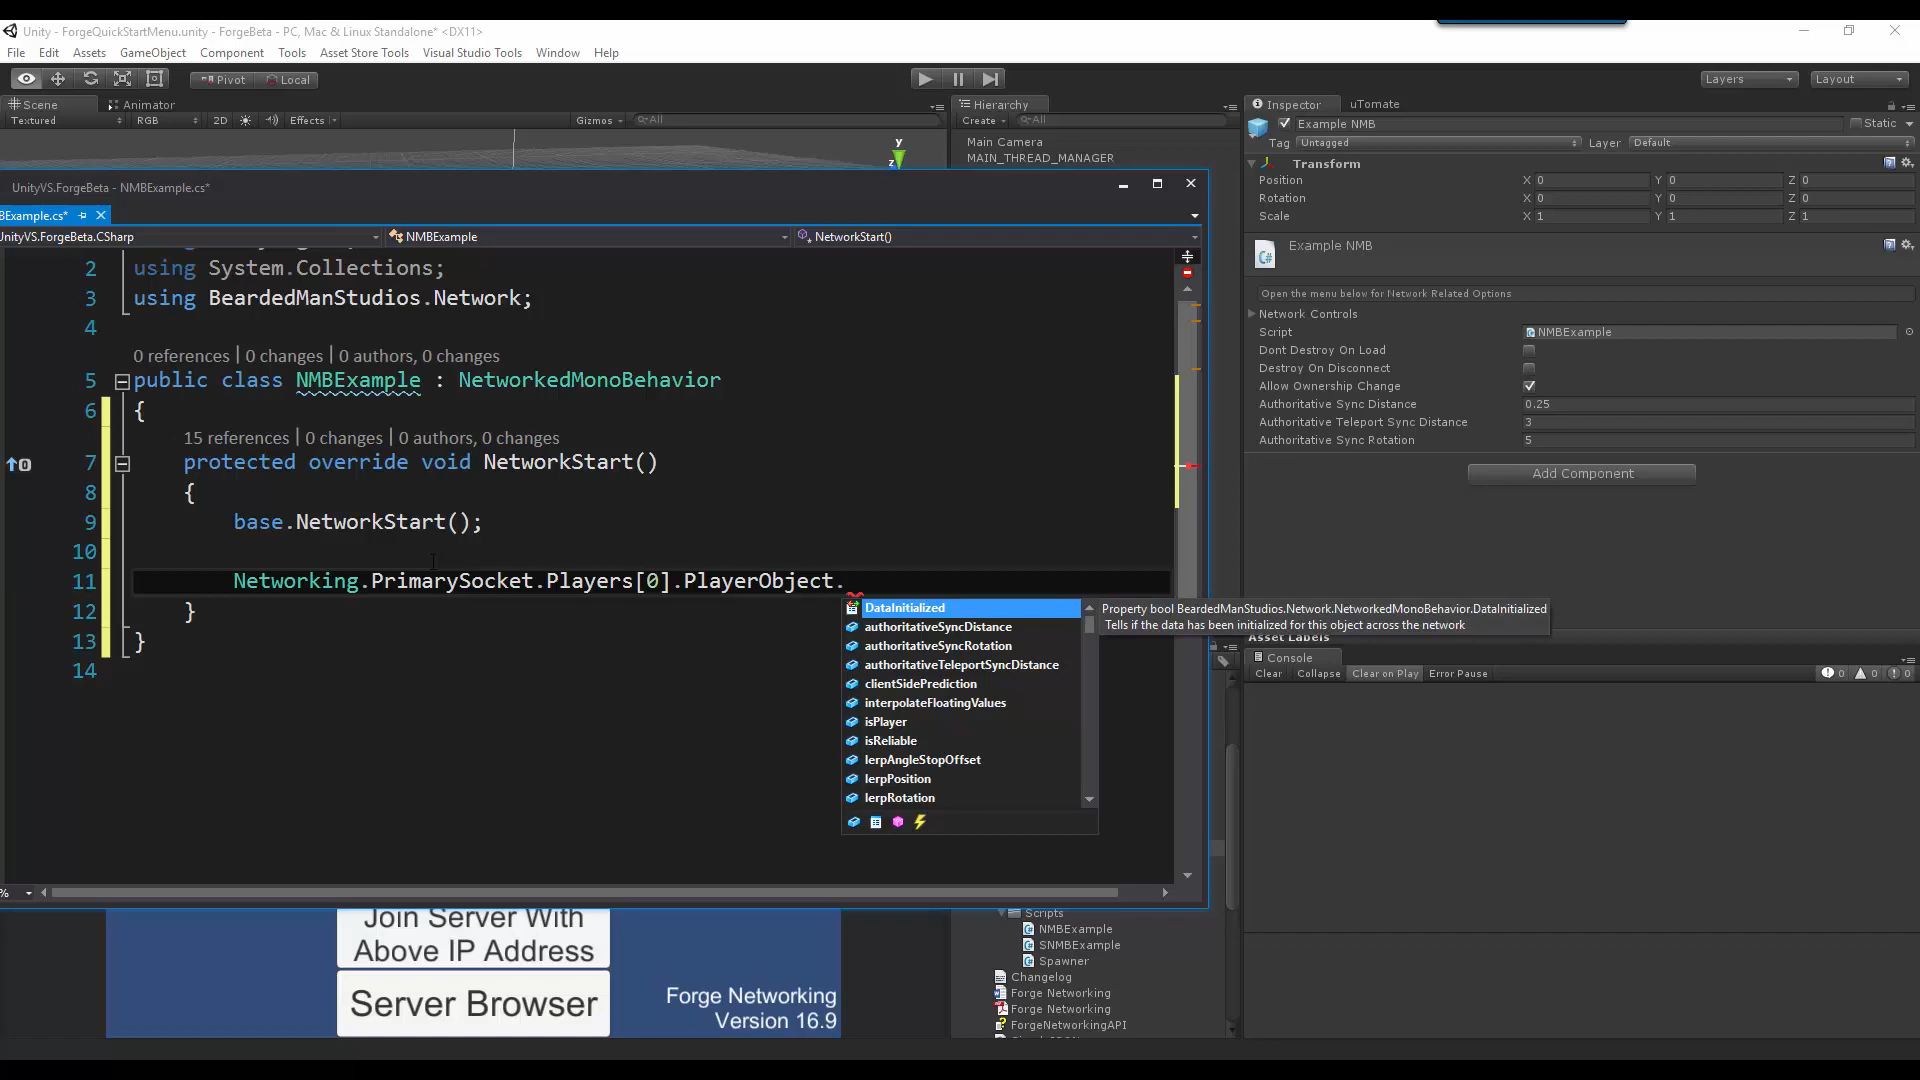 Unity - ForgeQuickStartMenu.unity - ForgeBeta - PC, Mac & Linux Standalone* <DX11>
File Edit Assets GameObject Component Tools Asset Store Tools Visual Studio Tools Window Help
Pivot Local Layers Layout
Scene Animator Hierarchy Inspector uTomate
Textured RGB 2D Effects Gizmos All Create All
Example NMB Static
Tag Untagged Layer Default
Main Camera
MAIN_THREAD_MANAGER
y
z
Transform
Position X 0 Y 0 Z 0
Rotation X 0 Y 0 Z 0
Scale X 1 Y 1 Z 1
Example NMB
Open the menu below for Network Related Options
Network Controls
Script NMBExample
Dont Destroy On Load
Destroy On Disconnect
Allow Ownership Change
Authoritative Sync Distance 0.25
Authoritative Teleport Sync Distance 3
Authoritative Sync Rotation 5
Add Component
UnityVS.ForgeBeta - NMBExample.cs*
BExample.cs*
UnityVS.ForgeBeta.CSharp NMBExample NetworkStart()
2 using System.Collections;
3 using BeardedManStudios.Network;
4
0 references | 0 changes | 0 authors, 0 changes
5 public class NMBExample : NetworkedMonoBehavior
6 {
15 references | 0 changes | 0 authors, 0 changes
7 protected override void NetworkStart()
8 {
9 base.NetworkStart();
10
11 Networking.PrimarySocket.Players[0].PlayerObject.
12 }
13 }
14
DataInitialized
authoritativeSyncDistance
authoritativeSyncRotation
authoritativeTeleportSyncDistance
clientSidePrediction
interpolateFloatingValues
isPlayer
isReliable
lerpAngleStopOffset
lerpPosition
lerpRotation
Property bool BeardedManStudios.Network.NetworkedMonoBehavior.DataInitialized
Tells if the data has been initialized for this object across the network
Asset Labels
Console
Clear Collapse Clear on Play Error Pause 0 0 0
%
Join Server With
Above IP Address
Server Browser
Forge Networking
Version 16.9
Scripts
NMBExample
SNMBExample
Spawner
Changelog
Forge Networking
Forge Networking
ForgeNetworkingAPI